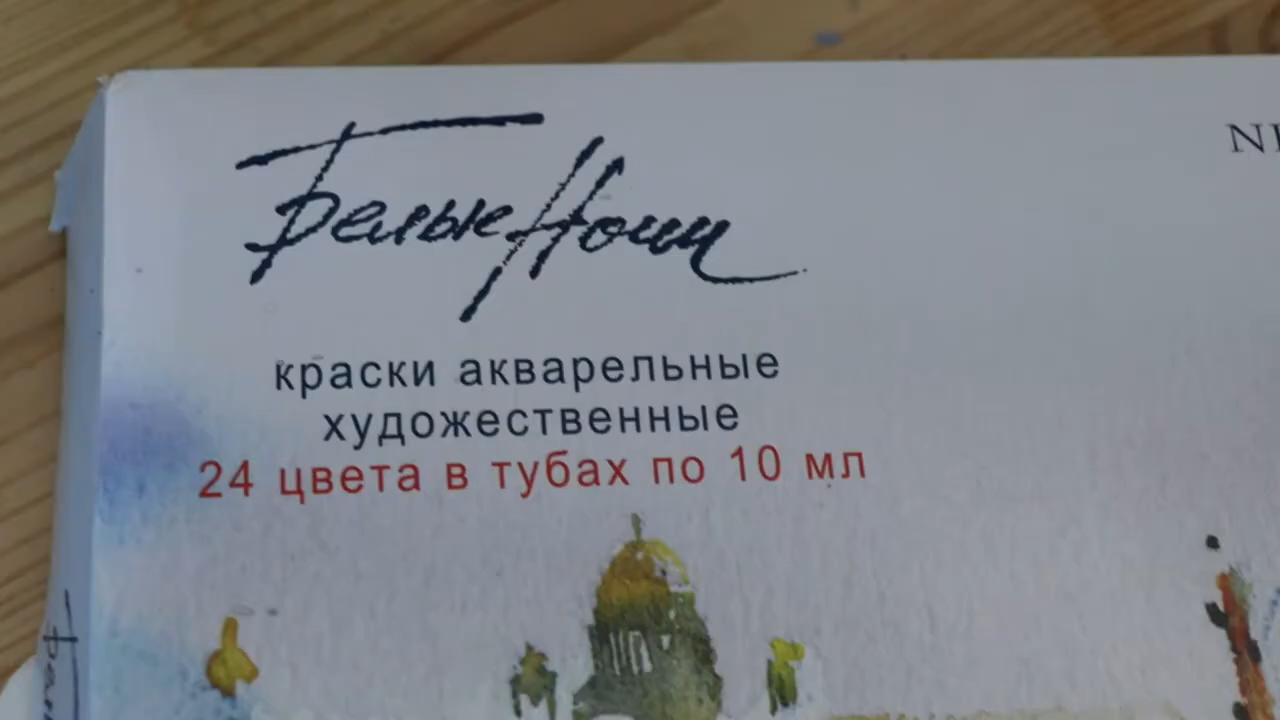 Белые Ночи
краски акварельные
художественные
24 цвета в тубах по 10 мл